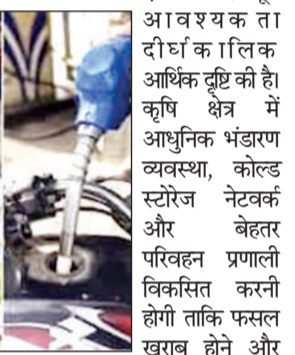 आवश्यकता
दीर्घकालिक
आर्थिक दृष्टि की है।
कृषि क्षेत्र में
आधुनिक भंडारण
व्यवस्था, कोल्ड
स्टोरेज नेटवर्क
और बेहतर
परिवहन प्रणाली
विकसित करनी
होगी ताकि फसल
खराब होने और